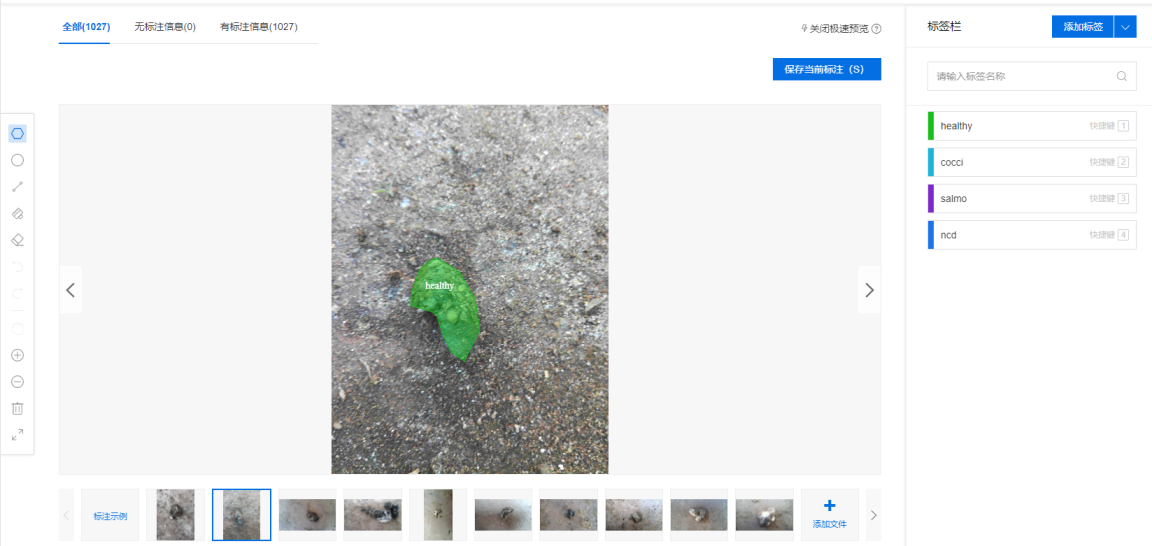 全部(1027) 无标注信息(0) 有标注信息(1027)
关闭极速预览
标签栏
添加标签
保存当前标注（S）
请输入标签名称
healthy 快捷键 1
cocci 快捷键 2
salmo 快捷键 3
ncd 快捷键 4
healthy
标注示例
添加文件